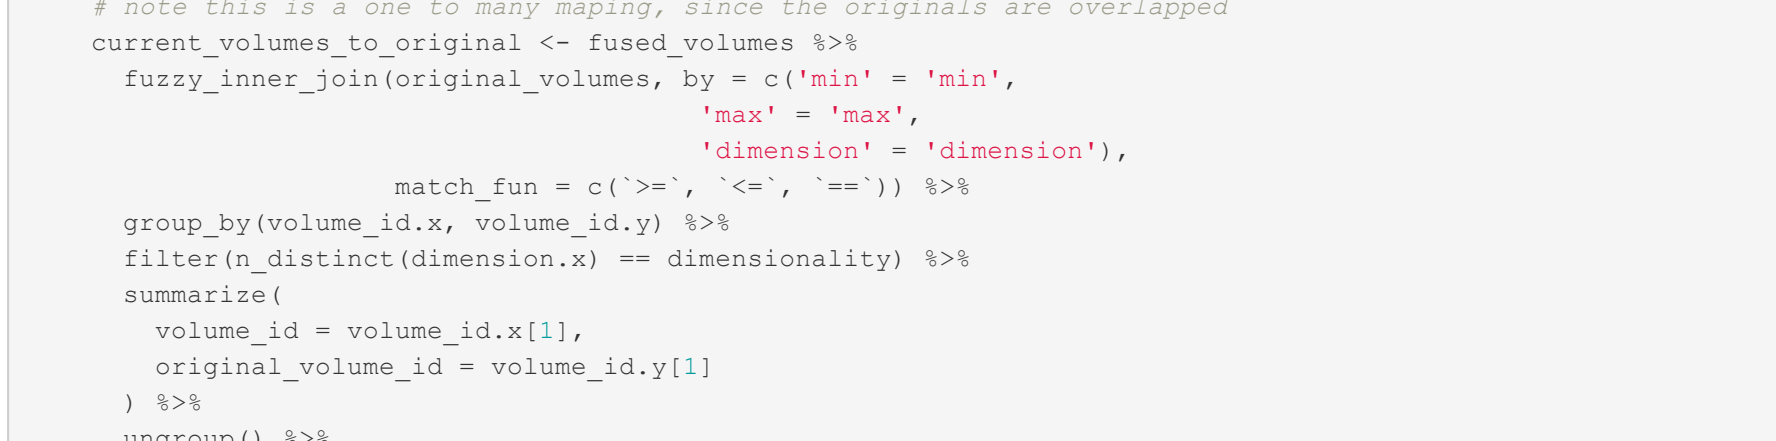 # note this is a one to many maping, since the originals are overlapped
current_volumes_to_original <- fused_volumes %>%
fuzzy_inner_join(original_volumes, by = c('min' = 'min',
'max' = 'max',
'dimension' = 'dimension'),
match_fun = c(`>=`, `<=`, `==`)) %>%
group_by(volume_id.x, volume_id.y) %>%
filter(n_distinct(dimension.x) == dimensionality) %>%
summarize(
volume_id = volume_id.x[1],
original_volume_id = volume_id.y[1]
) %>%
ungroup() %>%